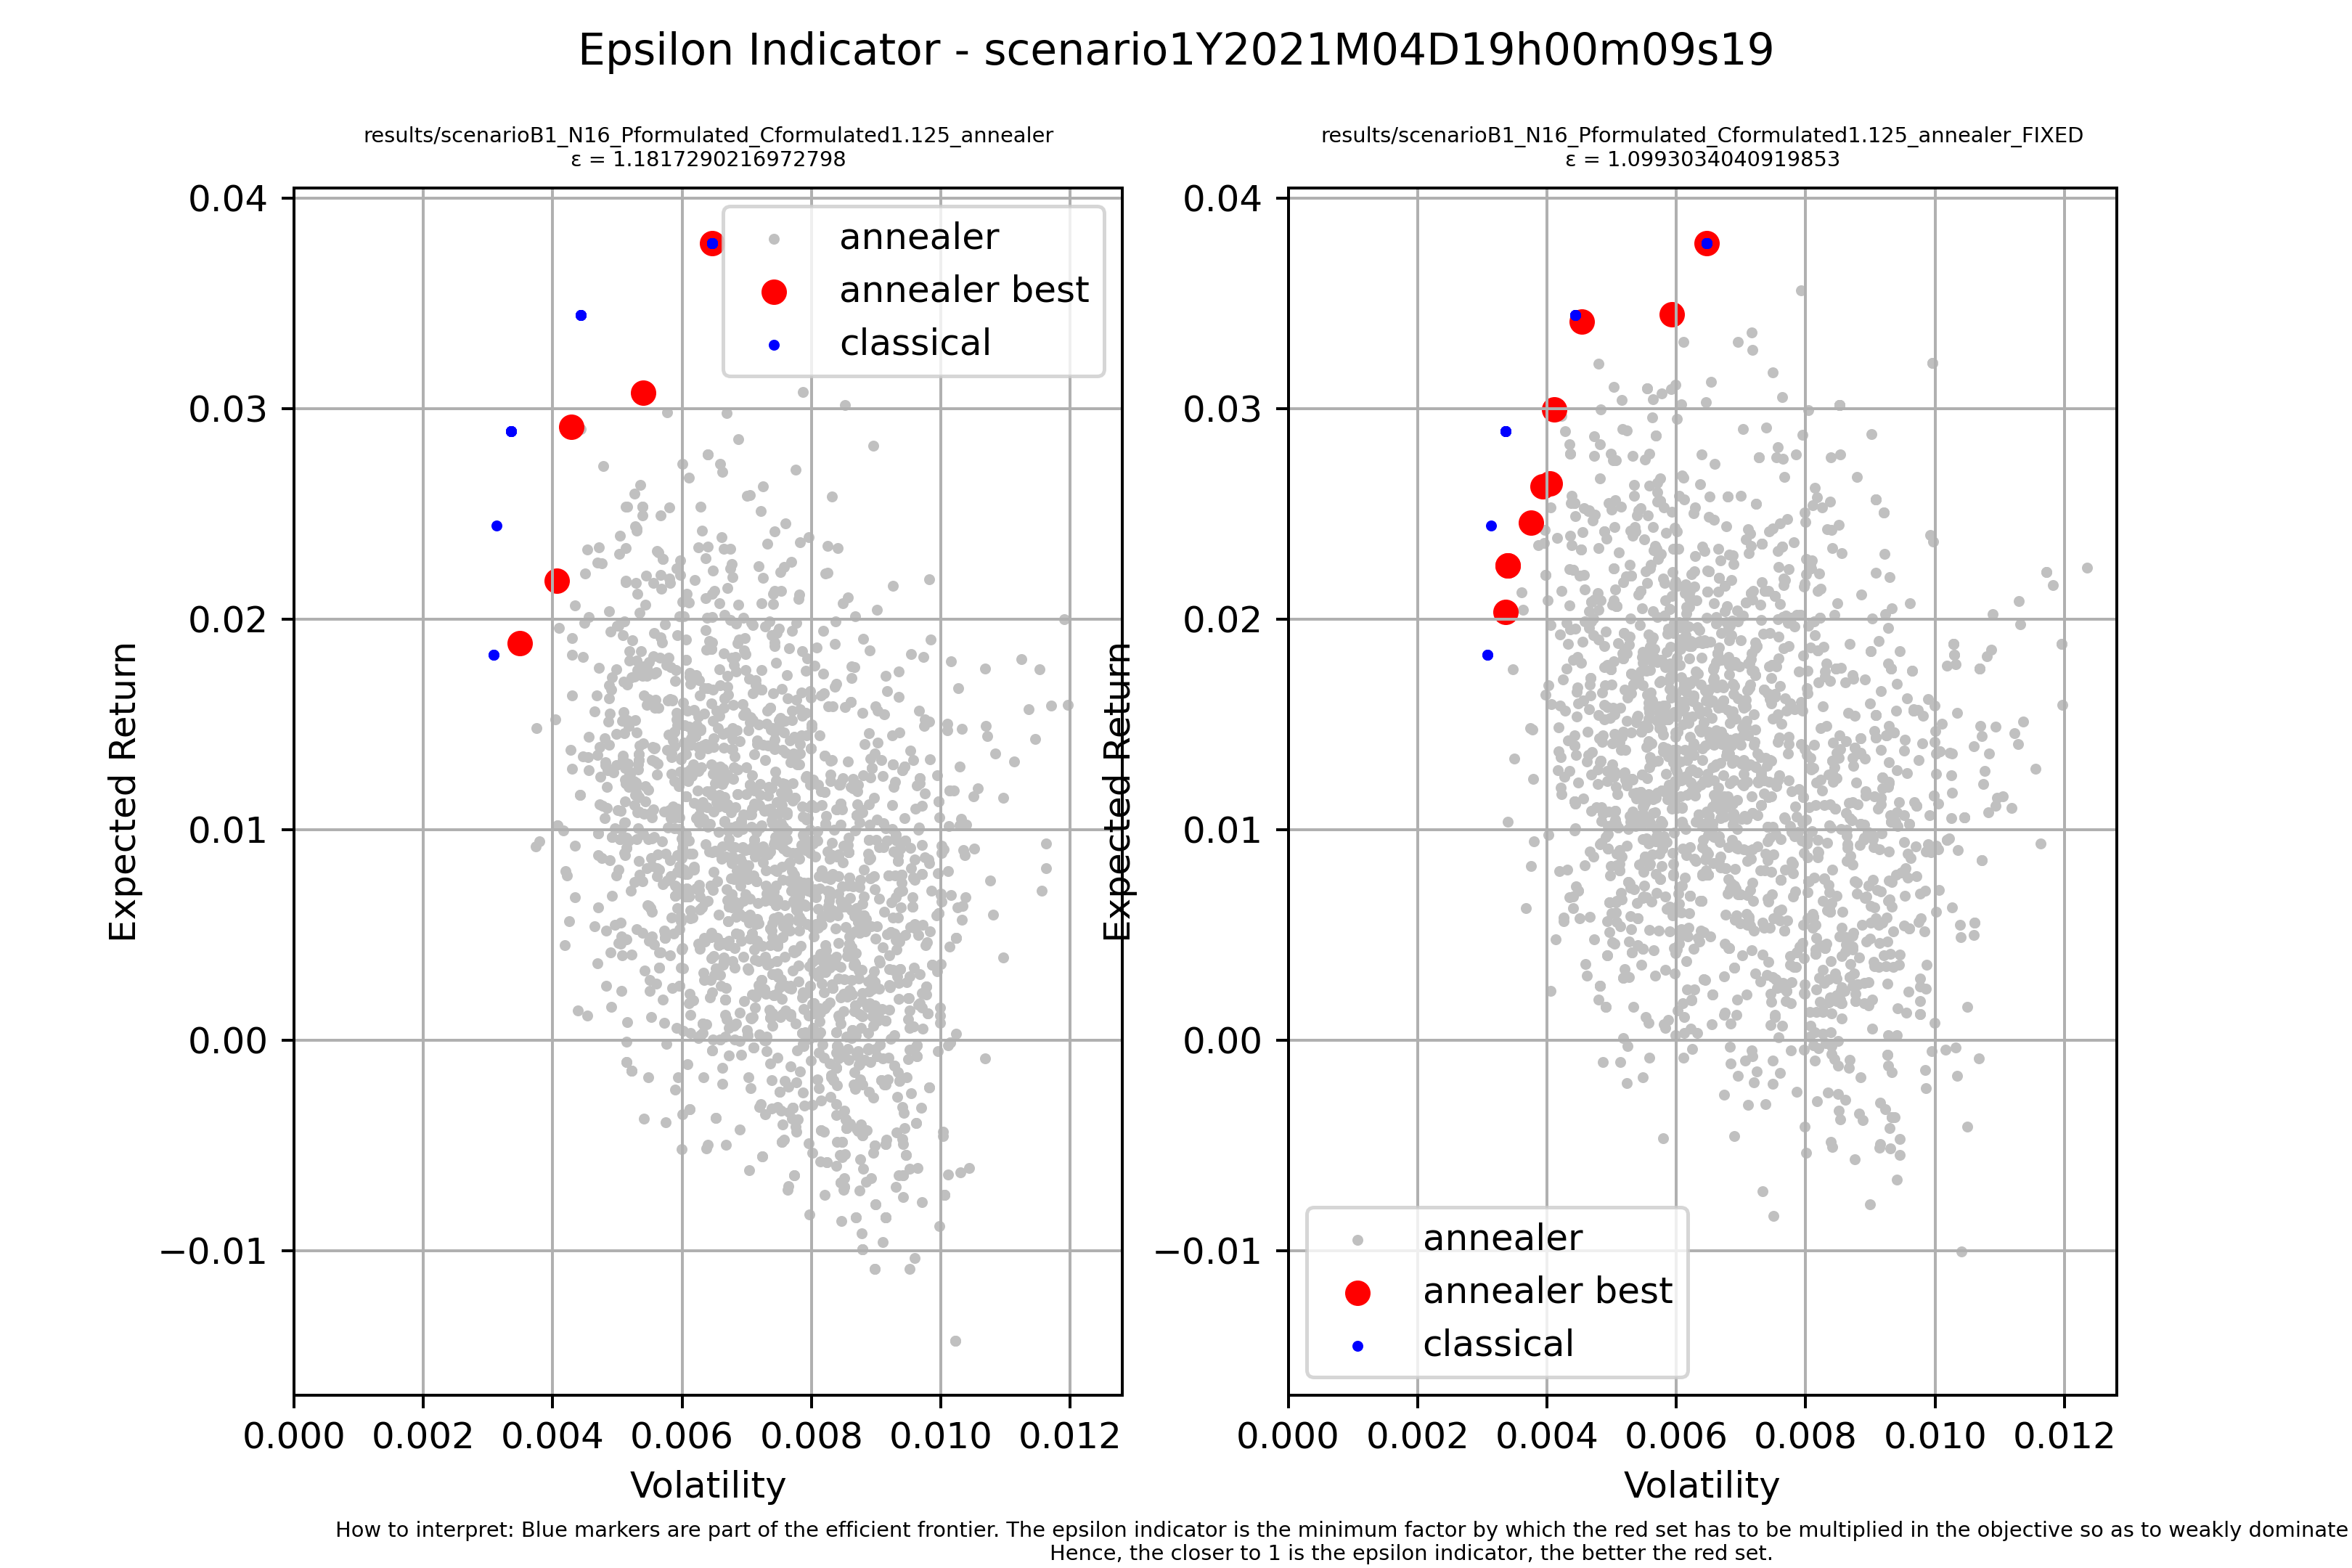 Epsilon Indicator - scenario1Y2021M04D19h00m09s19
results/scenarioB1_N16_Pformulated_Cformulated1.125_annealer
ε = 1.1817290216972798
0.04
0.03
0.02
0.01
0.00
−0.01
Expected Return
annealer
annealer best
classical
0.000 0.002 0.004 0.006 0.008 0.010 0.012
Volatility
results/scenarioB1_N16_Pformulated_Cformulated1.125_annealer_FIXED
ε = 1.0993034040919853
0.04
0.03
0.02
0.01
0.00
−0.01
Expected Return
annealer
annealer best
classical
0.000 0.002 0.004 0.006 0.008 0.010 0.012
Volatility
How to interpret: Blue markers are part of the efficient frontier. The epsilon indicator is the minimum factor by which the red set has to be multiplied in the objective so as to weakly dominate
Hence, the closer to 1 is the epsilon indicator, the better the red set.